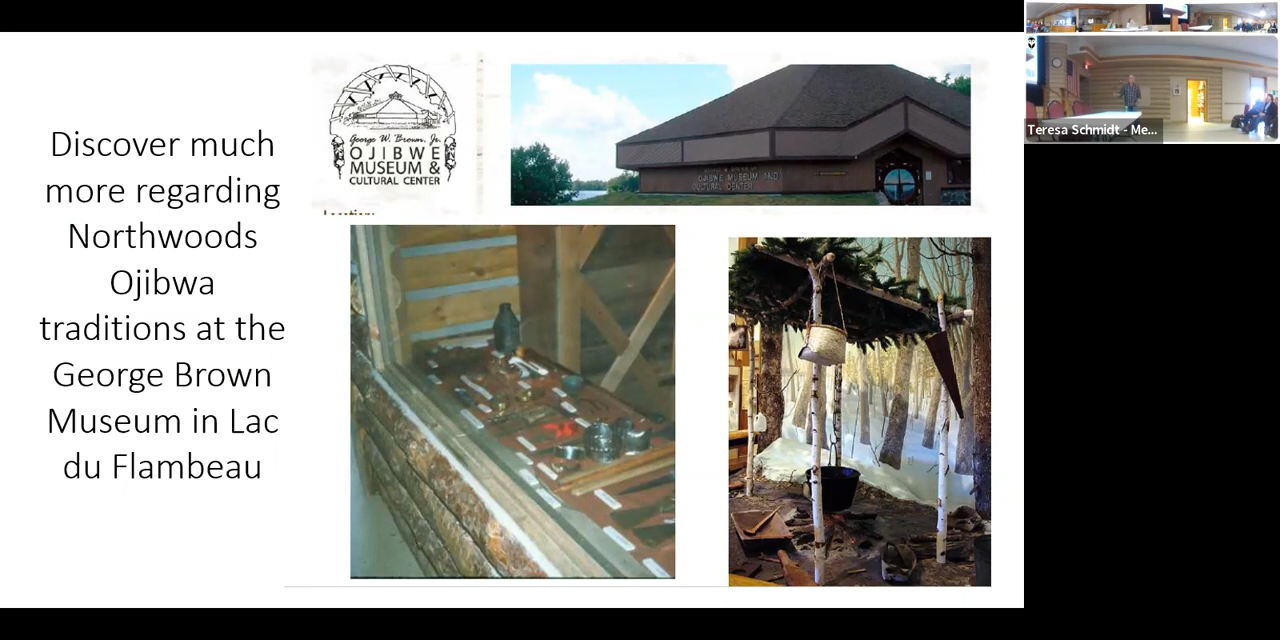 Discover much
more regarding
Northwoods
Ojibwa
traditions at the
George Brown
Museum in Lac
du Flambeau
George W. Brown, Jr.
OJIBWE
MUSEUM &
CULTURAL CENTER
OJIBWE MUSEUM AND
CULTURAL CENTER
Teresa Schmidt - Me...